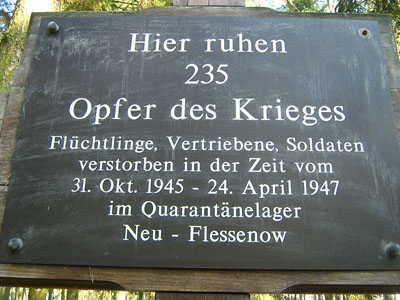 Hier ruhen
235
Opfer des Krieges
Flüchtlinge, Vertriebene, Soldaten
verstorben in der Zeit vom
31. Okt. 1945 - 24. April 1947
im Quarantänelager
Neu - Flessenow